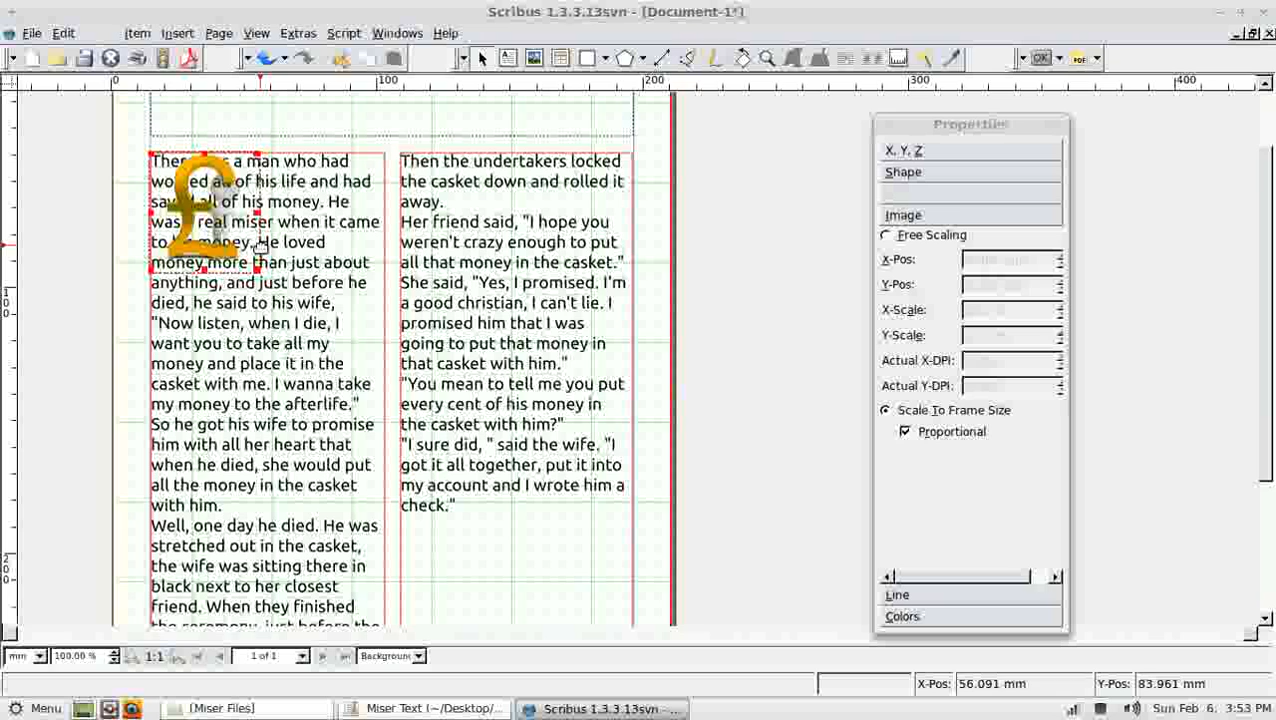 Scribus 1.3.3.13svn - [Document-1*]
File Edit Item Insert Page View Extras Script Windows Help
OK PDF
0 100 200 300 400
Properties
X, Y, Z
Shape
Image
Free Scaling
X-Pos:
Y-Pos:
X-Scale:
Y-Scale:
Actual X-DPI:
Actual Y-DPI:
Scale To Frame Size
Proportional
Line
Colors
£
a man who had
of his life and had
all of his money. He
was real miser when it came
to money. He loved
money more than just about
anything, and just before he
died, he said to his wife,
"Now listen, when I die, I
want you to take all my
money and place it in the
casket with me. I wanna take
my money to the afterlife."
So he got his wife to promise
him with all her heart that
when he died, she would put
all the money in the casket
with him.
Well, one day he died. He was
stretched out in the casket,
the wife was sitting there in
black next to her closest
friend. When they finished
the ceremony, just before the
Then the undertakers locked
the casket down and rolled it
away.
Her friend said, "I hope you
weren't crazy enough to put
all that money in the casket."
She said, "Yes, I promised. I'm
a good christian, I can't lie. I
promised him that I was
going to put that money in
that casket with him."
"You mean to tell me you put
every cent of his money in
the casket with him?"
"I sure did, " said the wife. "I
got it all together, put it into
my account and I wrote him a
check."
100
200
mm 100.00 % 1:1 1 of 1 Background
X-Pos: 56.091 mm Y-Pos: 83.961 mm
Menu [Miser Files] Miser Text (~/Desktop/... Scribus 1.3.3.13svn - ... Sun Feb 6, 3:53 PM